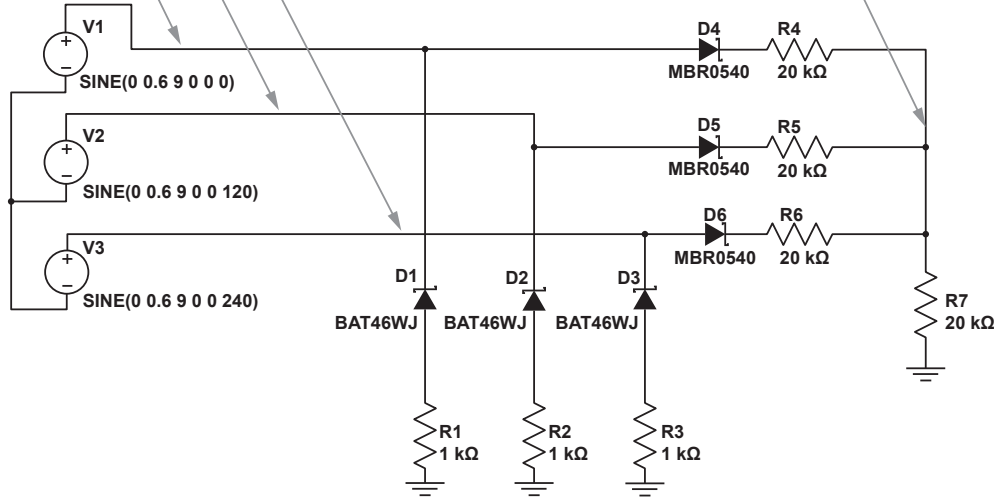 V1
+
−
SINE(0 0.6 9 0 0 0)
D4
MBR0540
R4
20 kΩ
V2
+
−
SINE(0 0.6 9 0 0 120)
D5
MBR0540
R5
20 kΩ
V3
+
−
SINE(0 0.6 9 0 0 240)
D6
MBR0540
R6
20 kΩ
D1
BAT46WJ
D2
BAT46WJ
D3
BAT46WJ
R7
20 kΩ
R1
1 kΩ
R2
1 kΩ
R3
1 kΩ